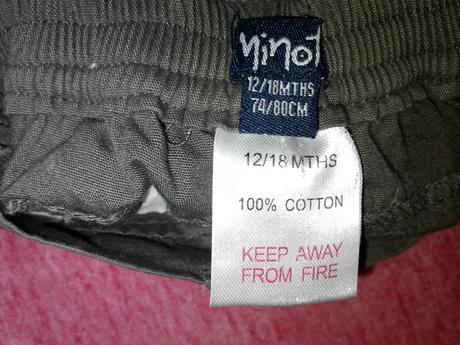 ninot
12/18MTHS
74/80CM
12/18 MTHS
100% COTTON
KEEP AWAY
FROM FIRE